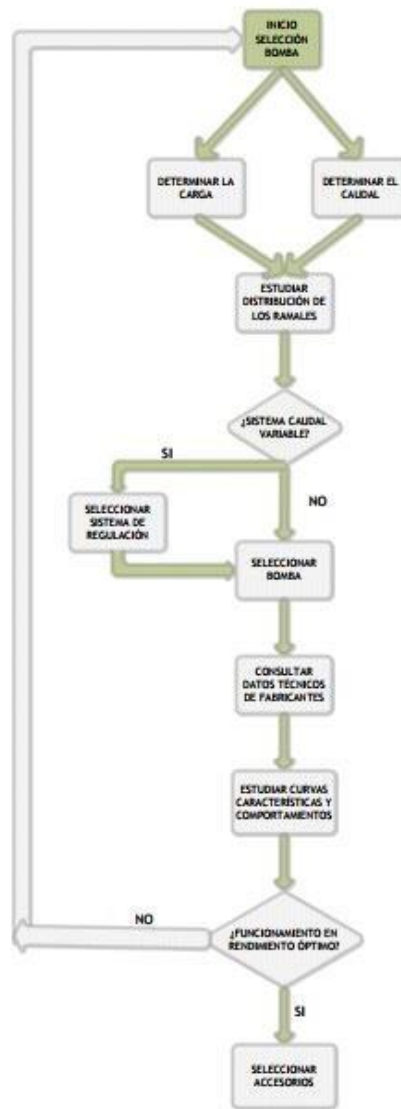 INICIO
SELECCIÓN
BOMBA
DETERMINAR LA
CARGA
DETERMINAR EL
CAUDAL
ESTUDIAR
DISTRIBUCIÓN DE
LOS RAMALES
¿SISTEMA CAUDAL
VARIABLE?
SI
NO
SELECCIONAR
SISTEMA DE
REGULACIÓN
SELECCIONAR
BOMBA
CONSULTAR
DATOS TÉCNICOS
DE FABRICANTES
ESTUDIAR CURVAS
CARACTERÍSTICAS Y
COMPORTAMIENTOS
NO
¿FUNCIONAMIENTO EN
RENDIMIENTO ÓPTIMO?
SI
SELECCIONAR
ACCESORIOS